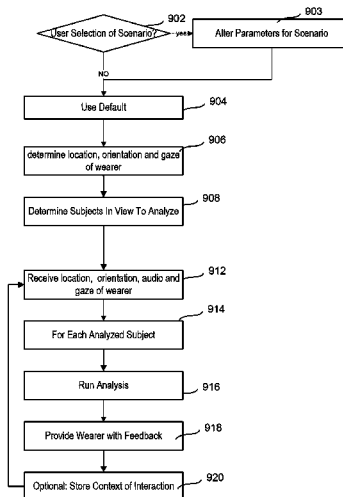 902
903
User Selection of Scenario?
yes
Alter Parameters for Scenario
NO
904
Use Default
906
determine location, orientation and gaze
of wearer
908
Determine Subjects In View To Analyze
912
Receive location, orientation, audio and
gaze of wearer
914
For Each Analyzed Subject
Run Analysis
916
Provide Wearer with Feedback
918
Optional: Store Context of Interaction
920